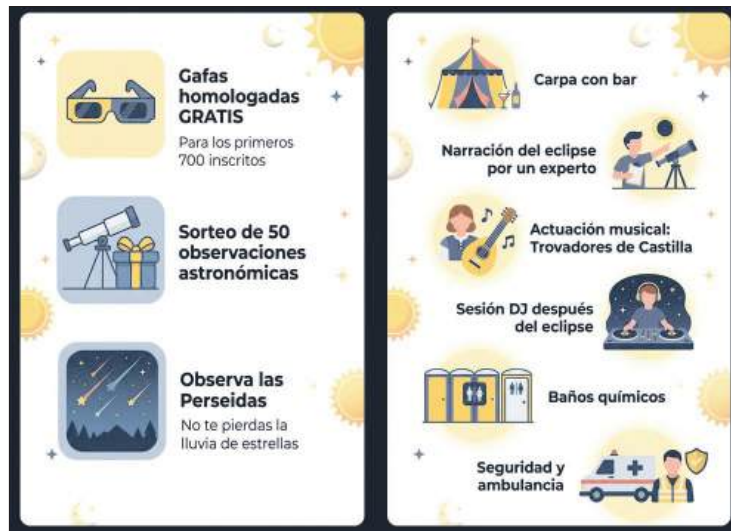 Gafas
homologadas
GRATIS
Para los primeros
700 inscritos
Sorteo de 50
observaciones
astronómicas
Observa las
Perseidas
No te pierdas la
lluvia de estrellas
Carpa con bar
Narración del eclipse
por un experto
Actuación musical:
Trovadores de Castilla
Sesión DJ después
del eclipse
Baños químicos
Seguridad y
ambulancia